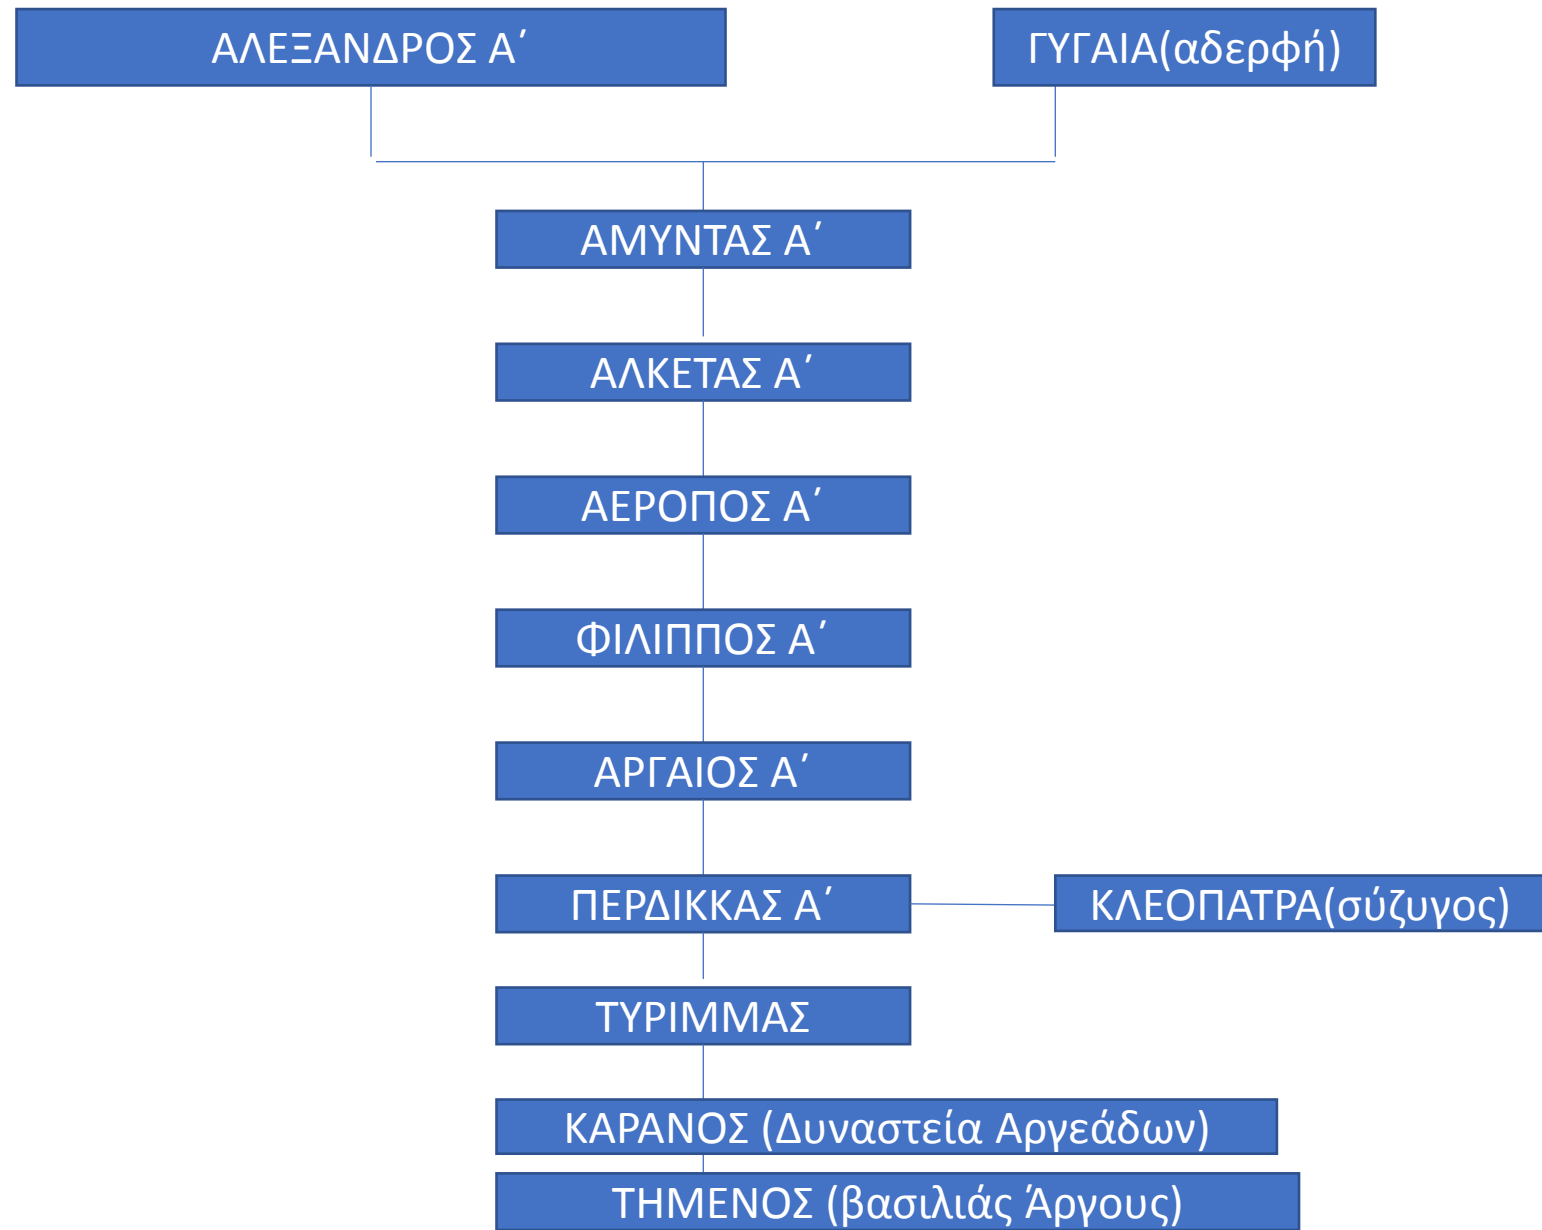 ΑΛΕΞΑΝΔΡΟΣ Α΄
ΓΥΓΑΙΑ(αδερφή)
ΑΜΥΝΤΑΣ Α΄
ΑΛΚΕΤΑΣ Α΄
ΑΕΡΟΠΟΣ Α΄
ΦΙΛΙΠΠΟΣ Α΄
ΑΡΓΑΙΟΣ Α΄
ΠΕΡΔΙΚΚΑΣ Α΄
ΚΛΕΟΠΑΤΡΑ(σύζυγος)
ΤΥΡΙΜΜΑΣ
ΚΑΡΑΝΟΣ (Δυναστεία Αργεάδων)
ΤΗΜΕΝΟΣ (βασιλιάς Άργους)